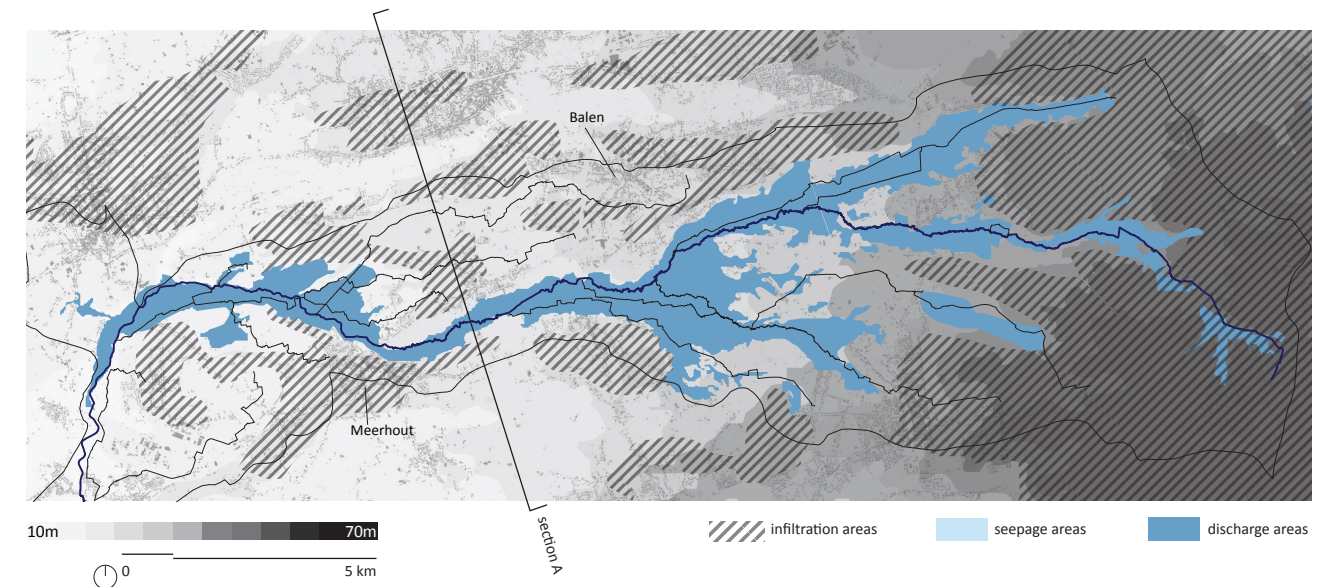 Balen
Meerhout
section A
10m 70m
0 5 km
infiltration areas
seepage areas
discharge areas